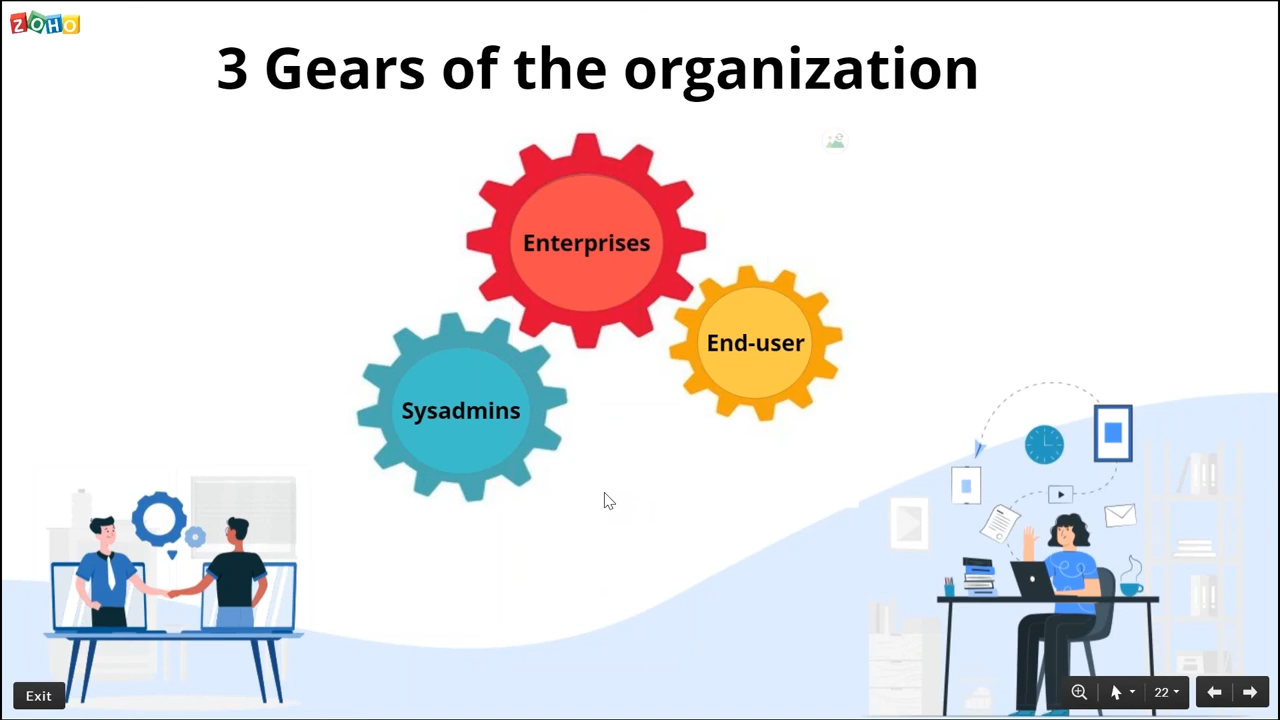 ZOHO
3 Gears of the organization
Enterprises
End-user
Sysadmins
Exit
22